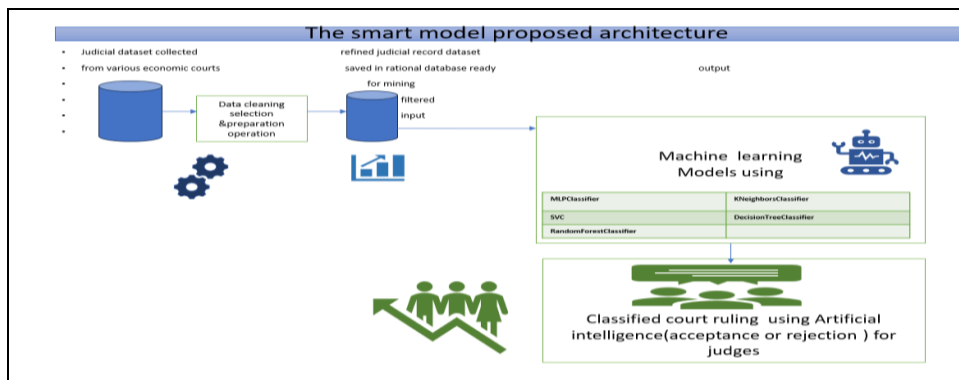 The smart model proposed architecture
Judicial dataset collected
from various economic courts
refined judicial record dataset
saved in rational database ready
for mining
filtered
input
output
Data cleaning
selection
&preparation
operation
Machine learning
Models using
MLPClassifier
KNeighborsClassifier
SVC
DecisionTreeClassifier
RandomForestClassifier
Classified court ruling using Artificial
intelligence(acceptance or rejection ) for
judges